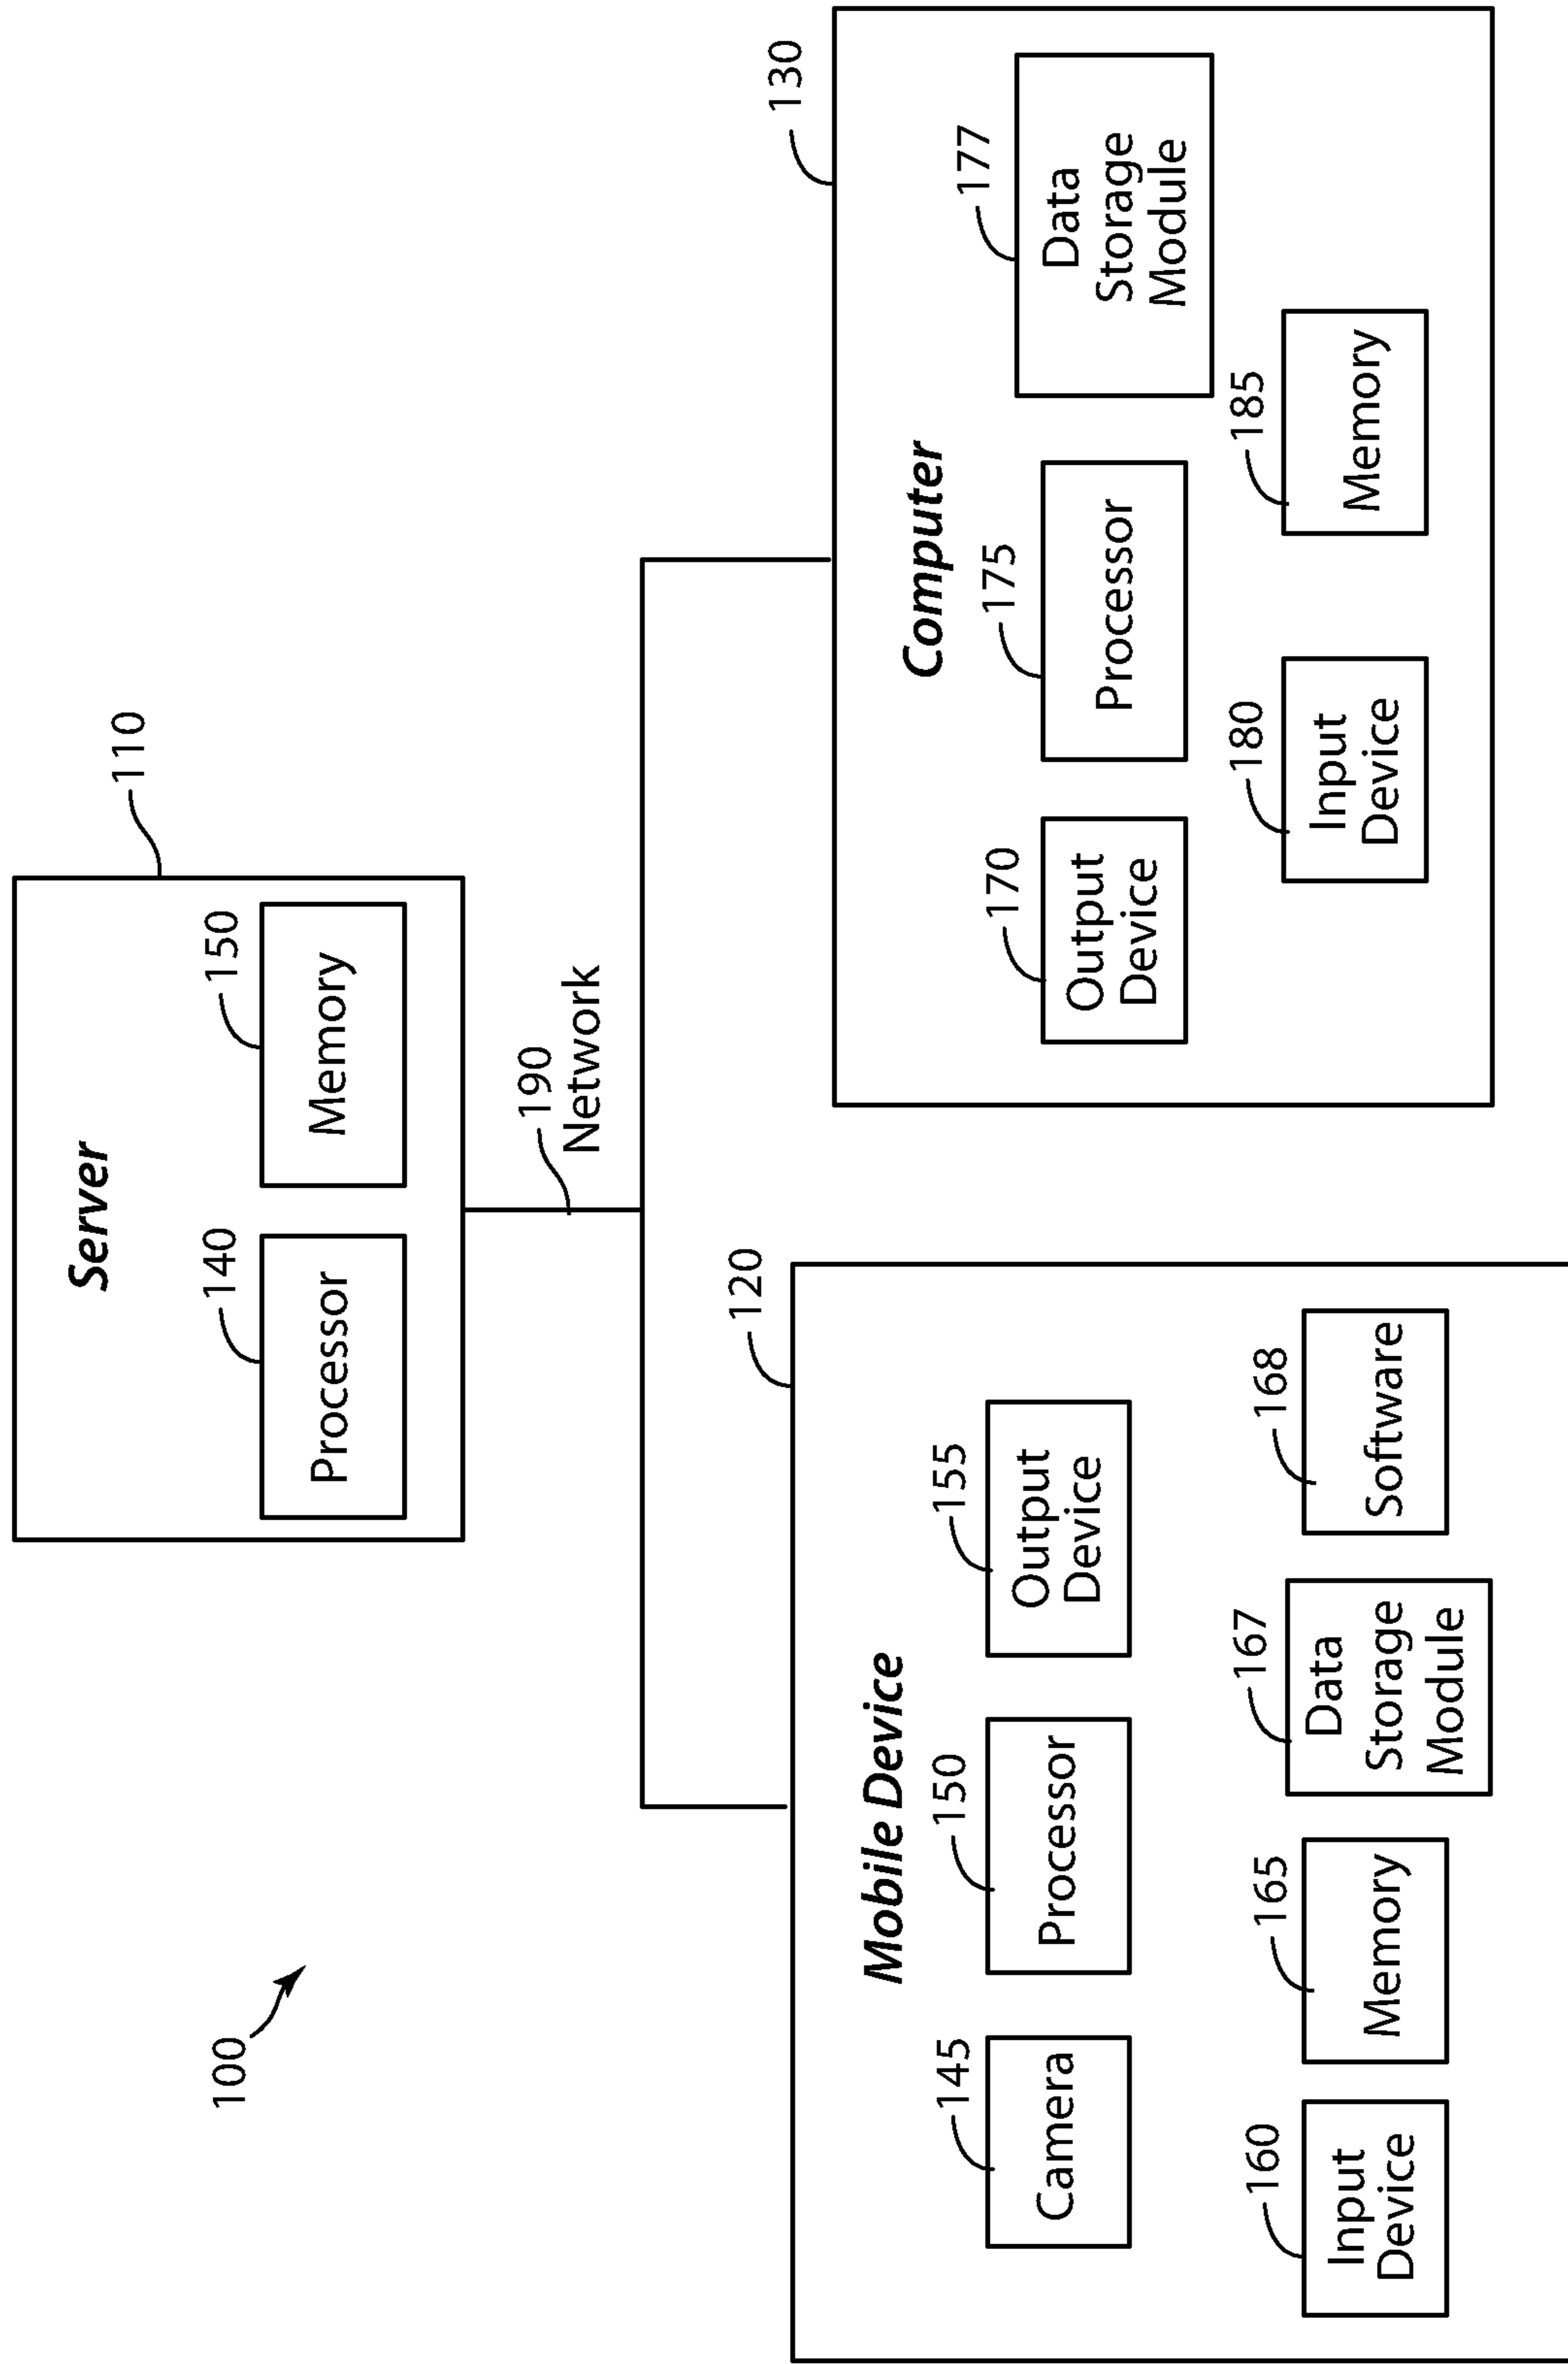 100
110
Server
140
150
Processor
Memory
190
Network
120
130
Mobile Device
145
150
155
Camera
Processor
Output
Device
160
165
167
168
Input
Device
Memory
Data
Storage
Module
Software
Computer
170
175
177
Output
Device
Processor
Data
Storage
Module
180
185
Input
Device
Memory